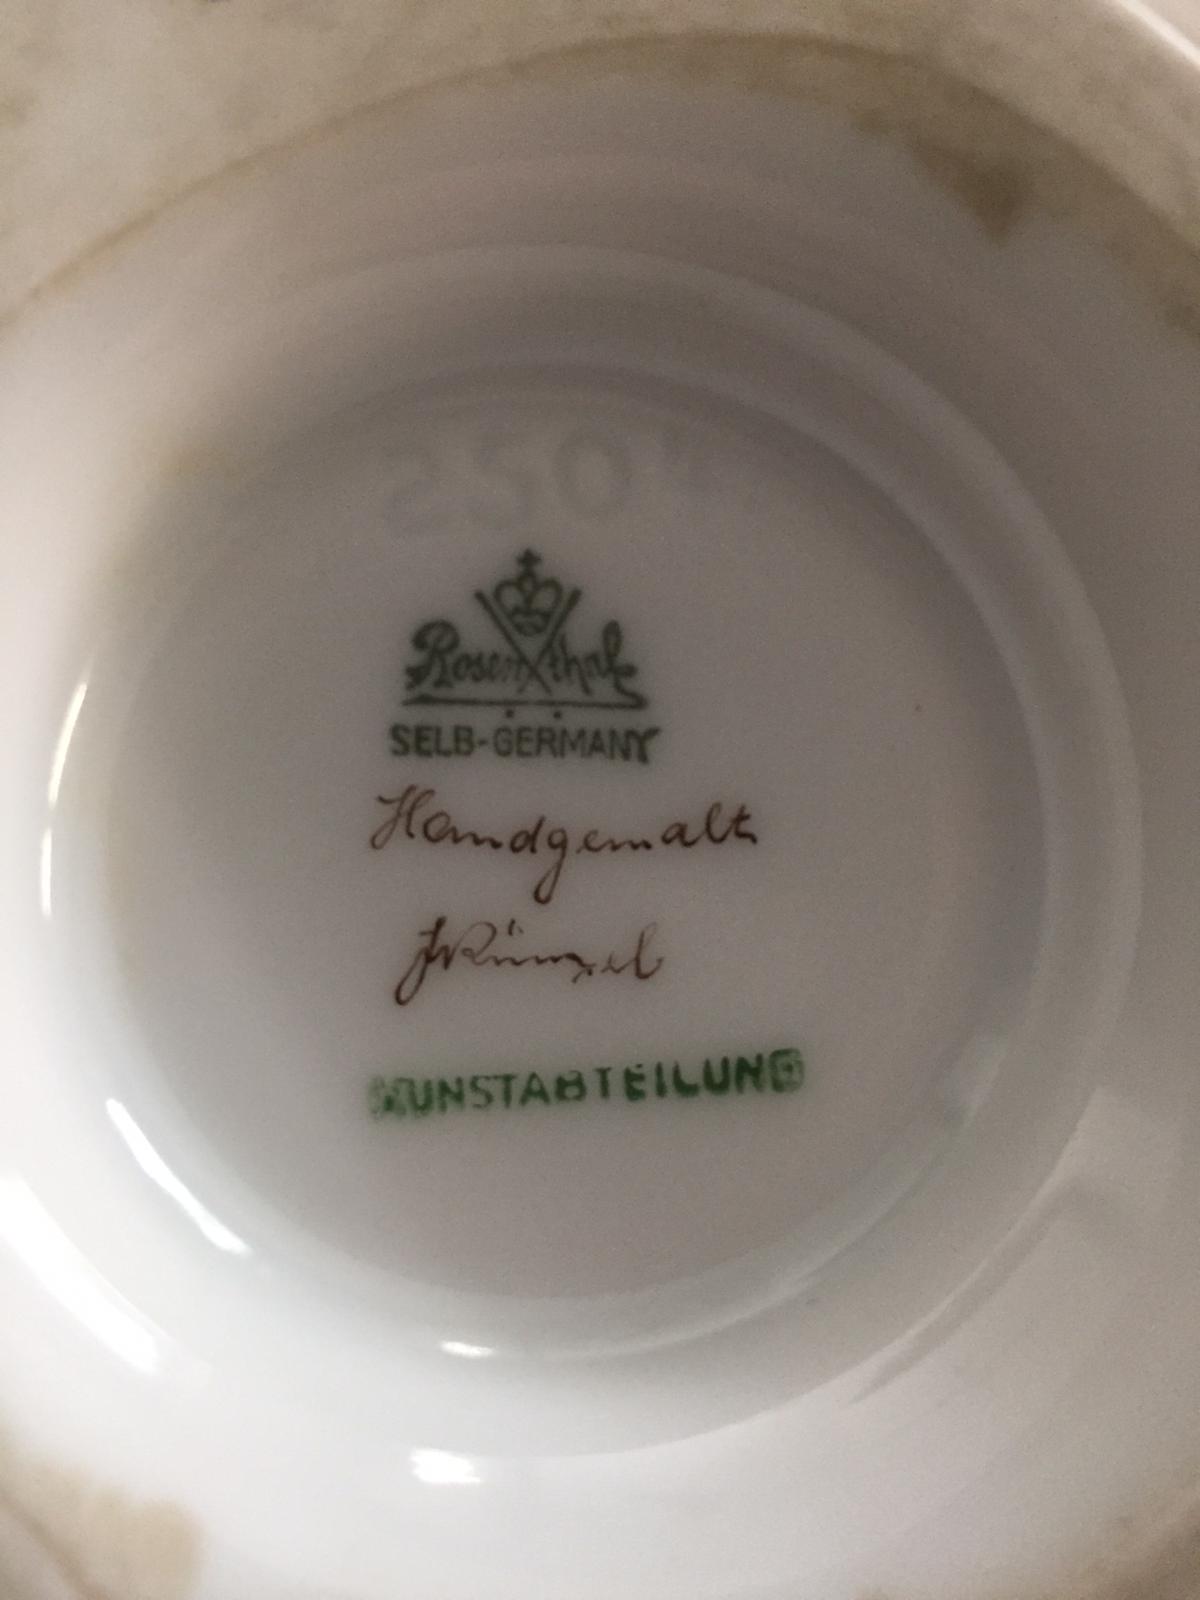 Rosenthal
SELB-GERMANY
Handgemalt
KUNSTABTEILUNG